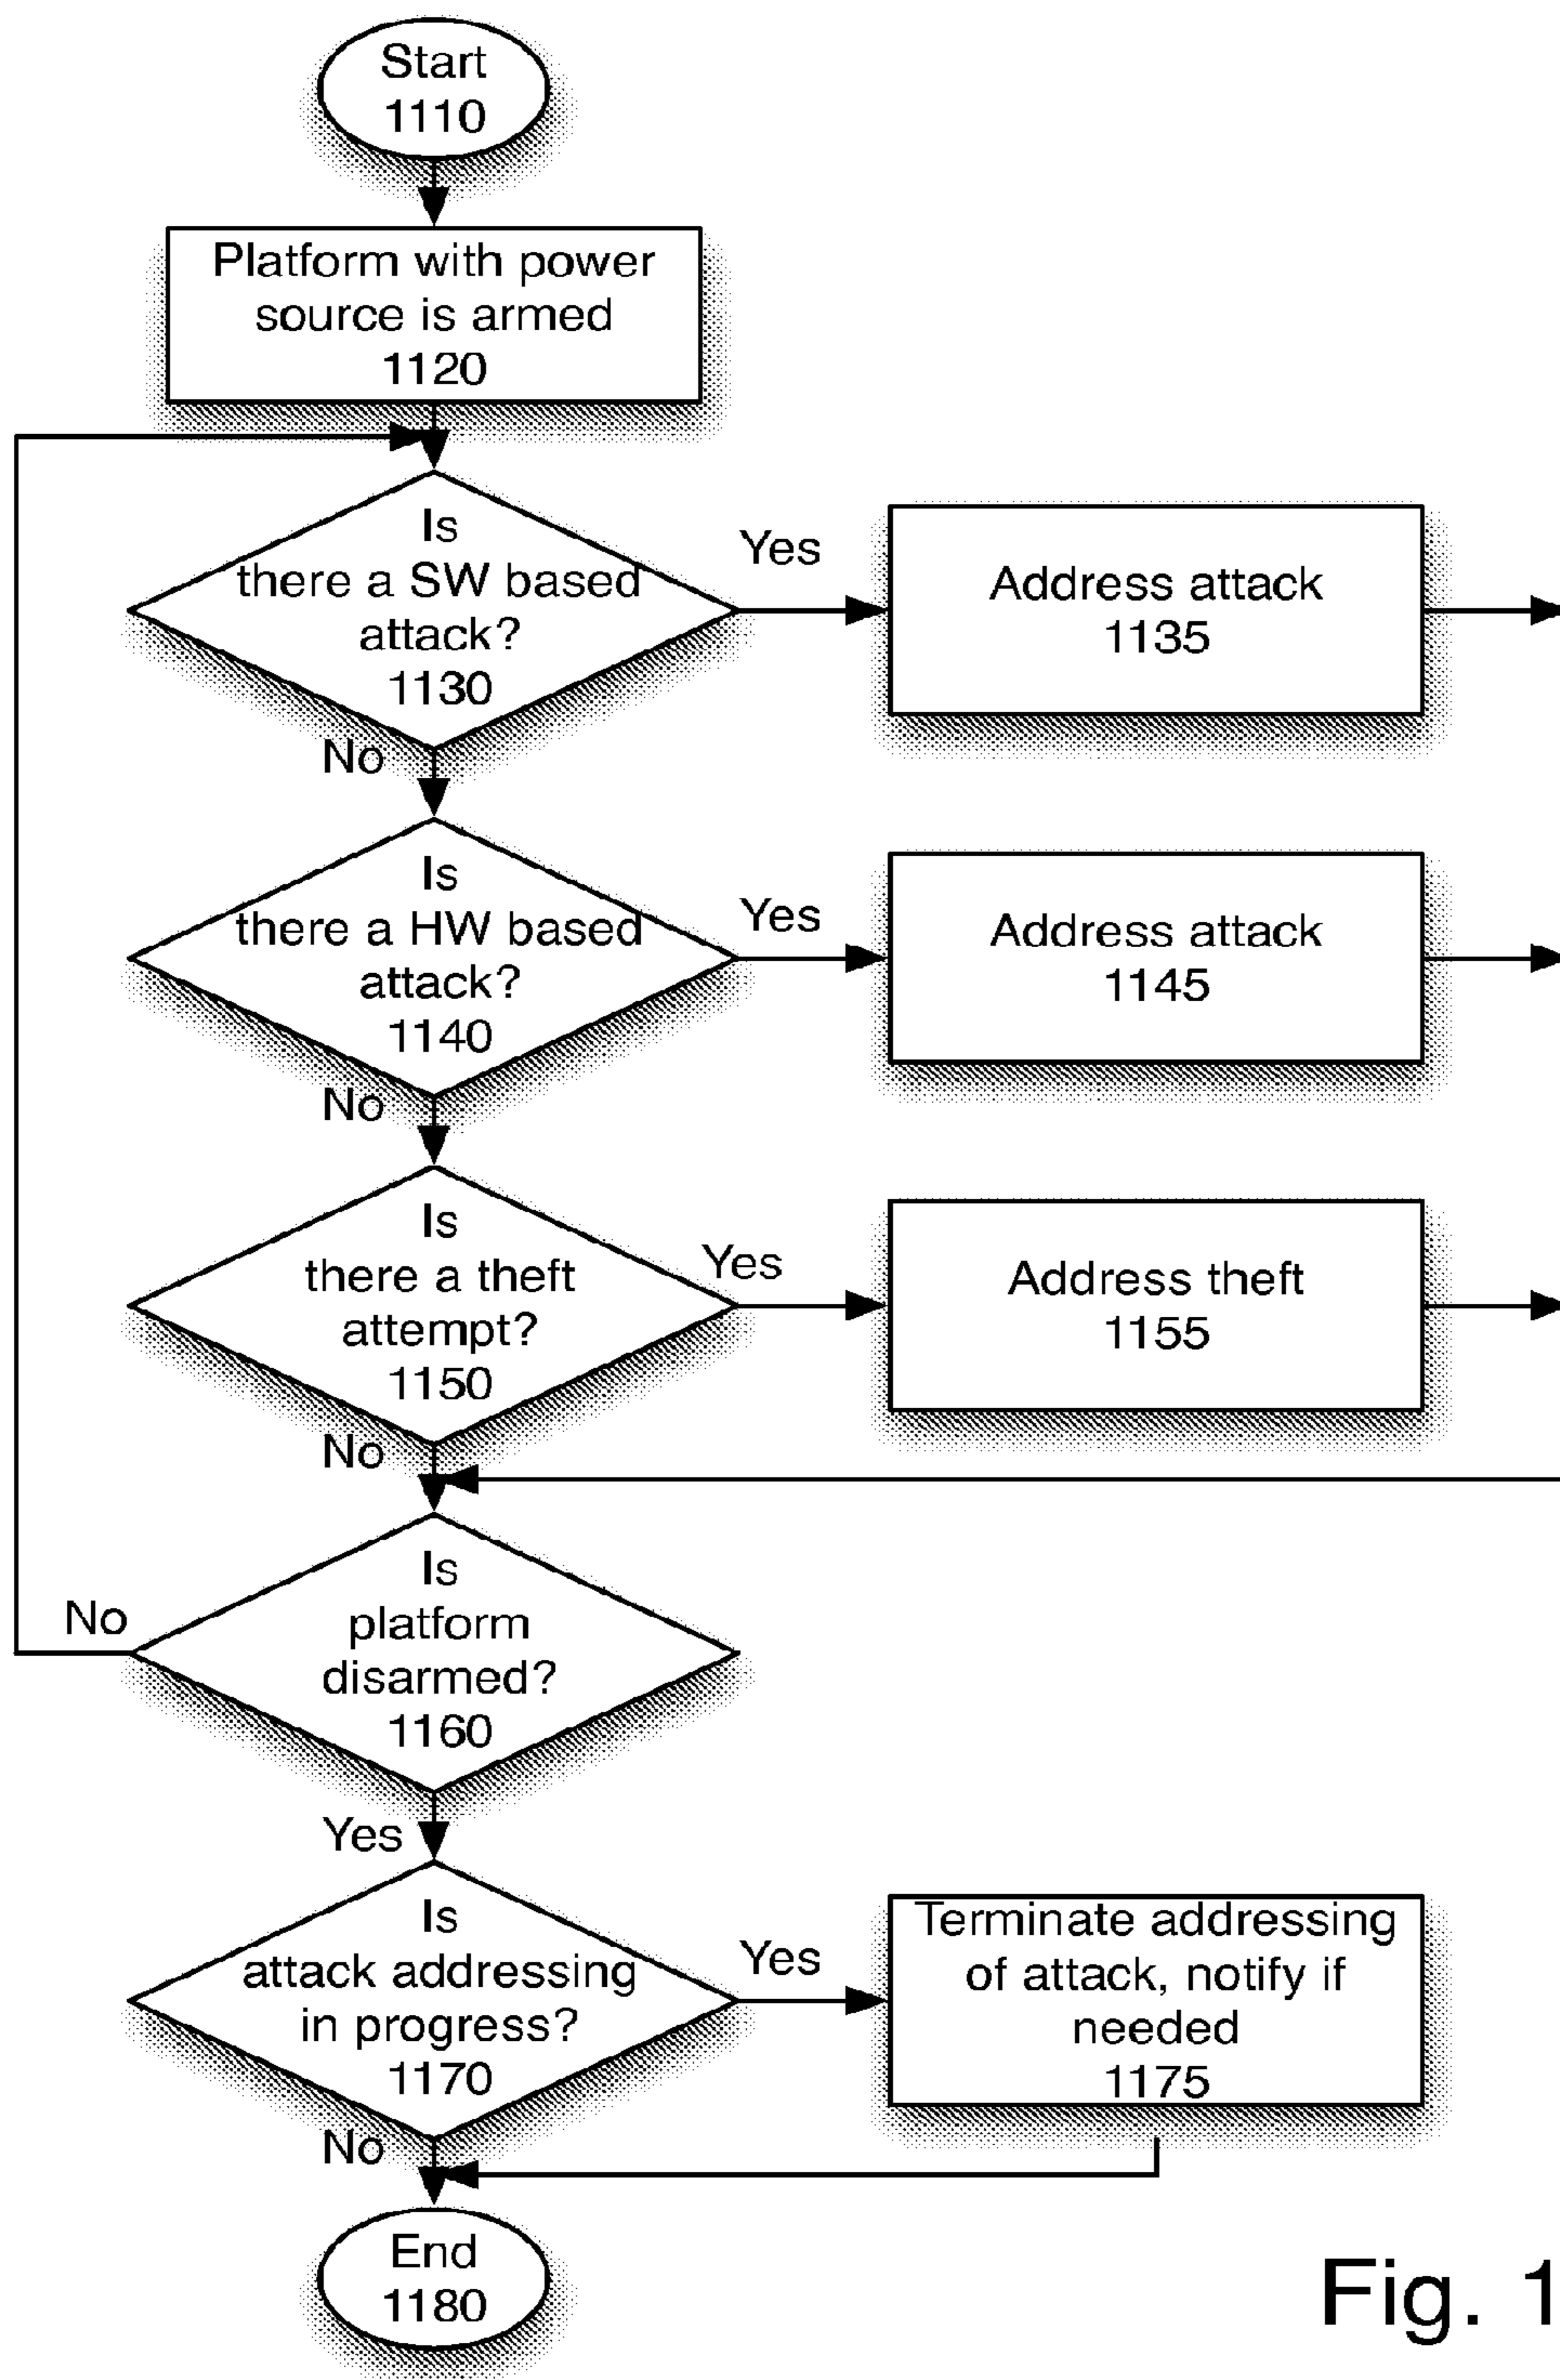 Start
1110
Platform with power
source is armed
1120
Is
there a SW based
attack?
1130
Yes
Address attack
1135
No
Is
there a HW based
attack?
1140
Yes
Address attack
1145
No
Is
there a theft
attempt?
1150
Yes
Address theft
1155
No
Is
platform
disarmed?
1160
No
Yes
Is
attack addressing
in progress?
1170
Yes
Terminate addressing
of attack, notify if
needed
1175
No
End
1180
Fig. 1